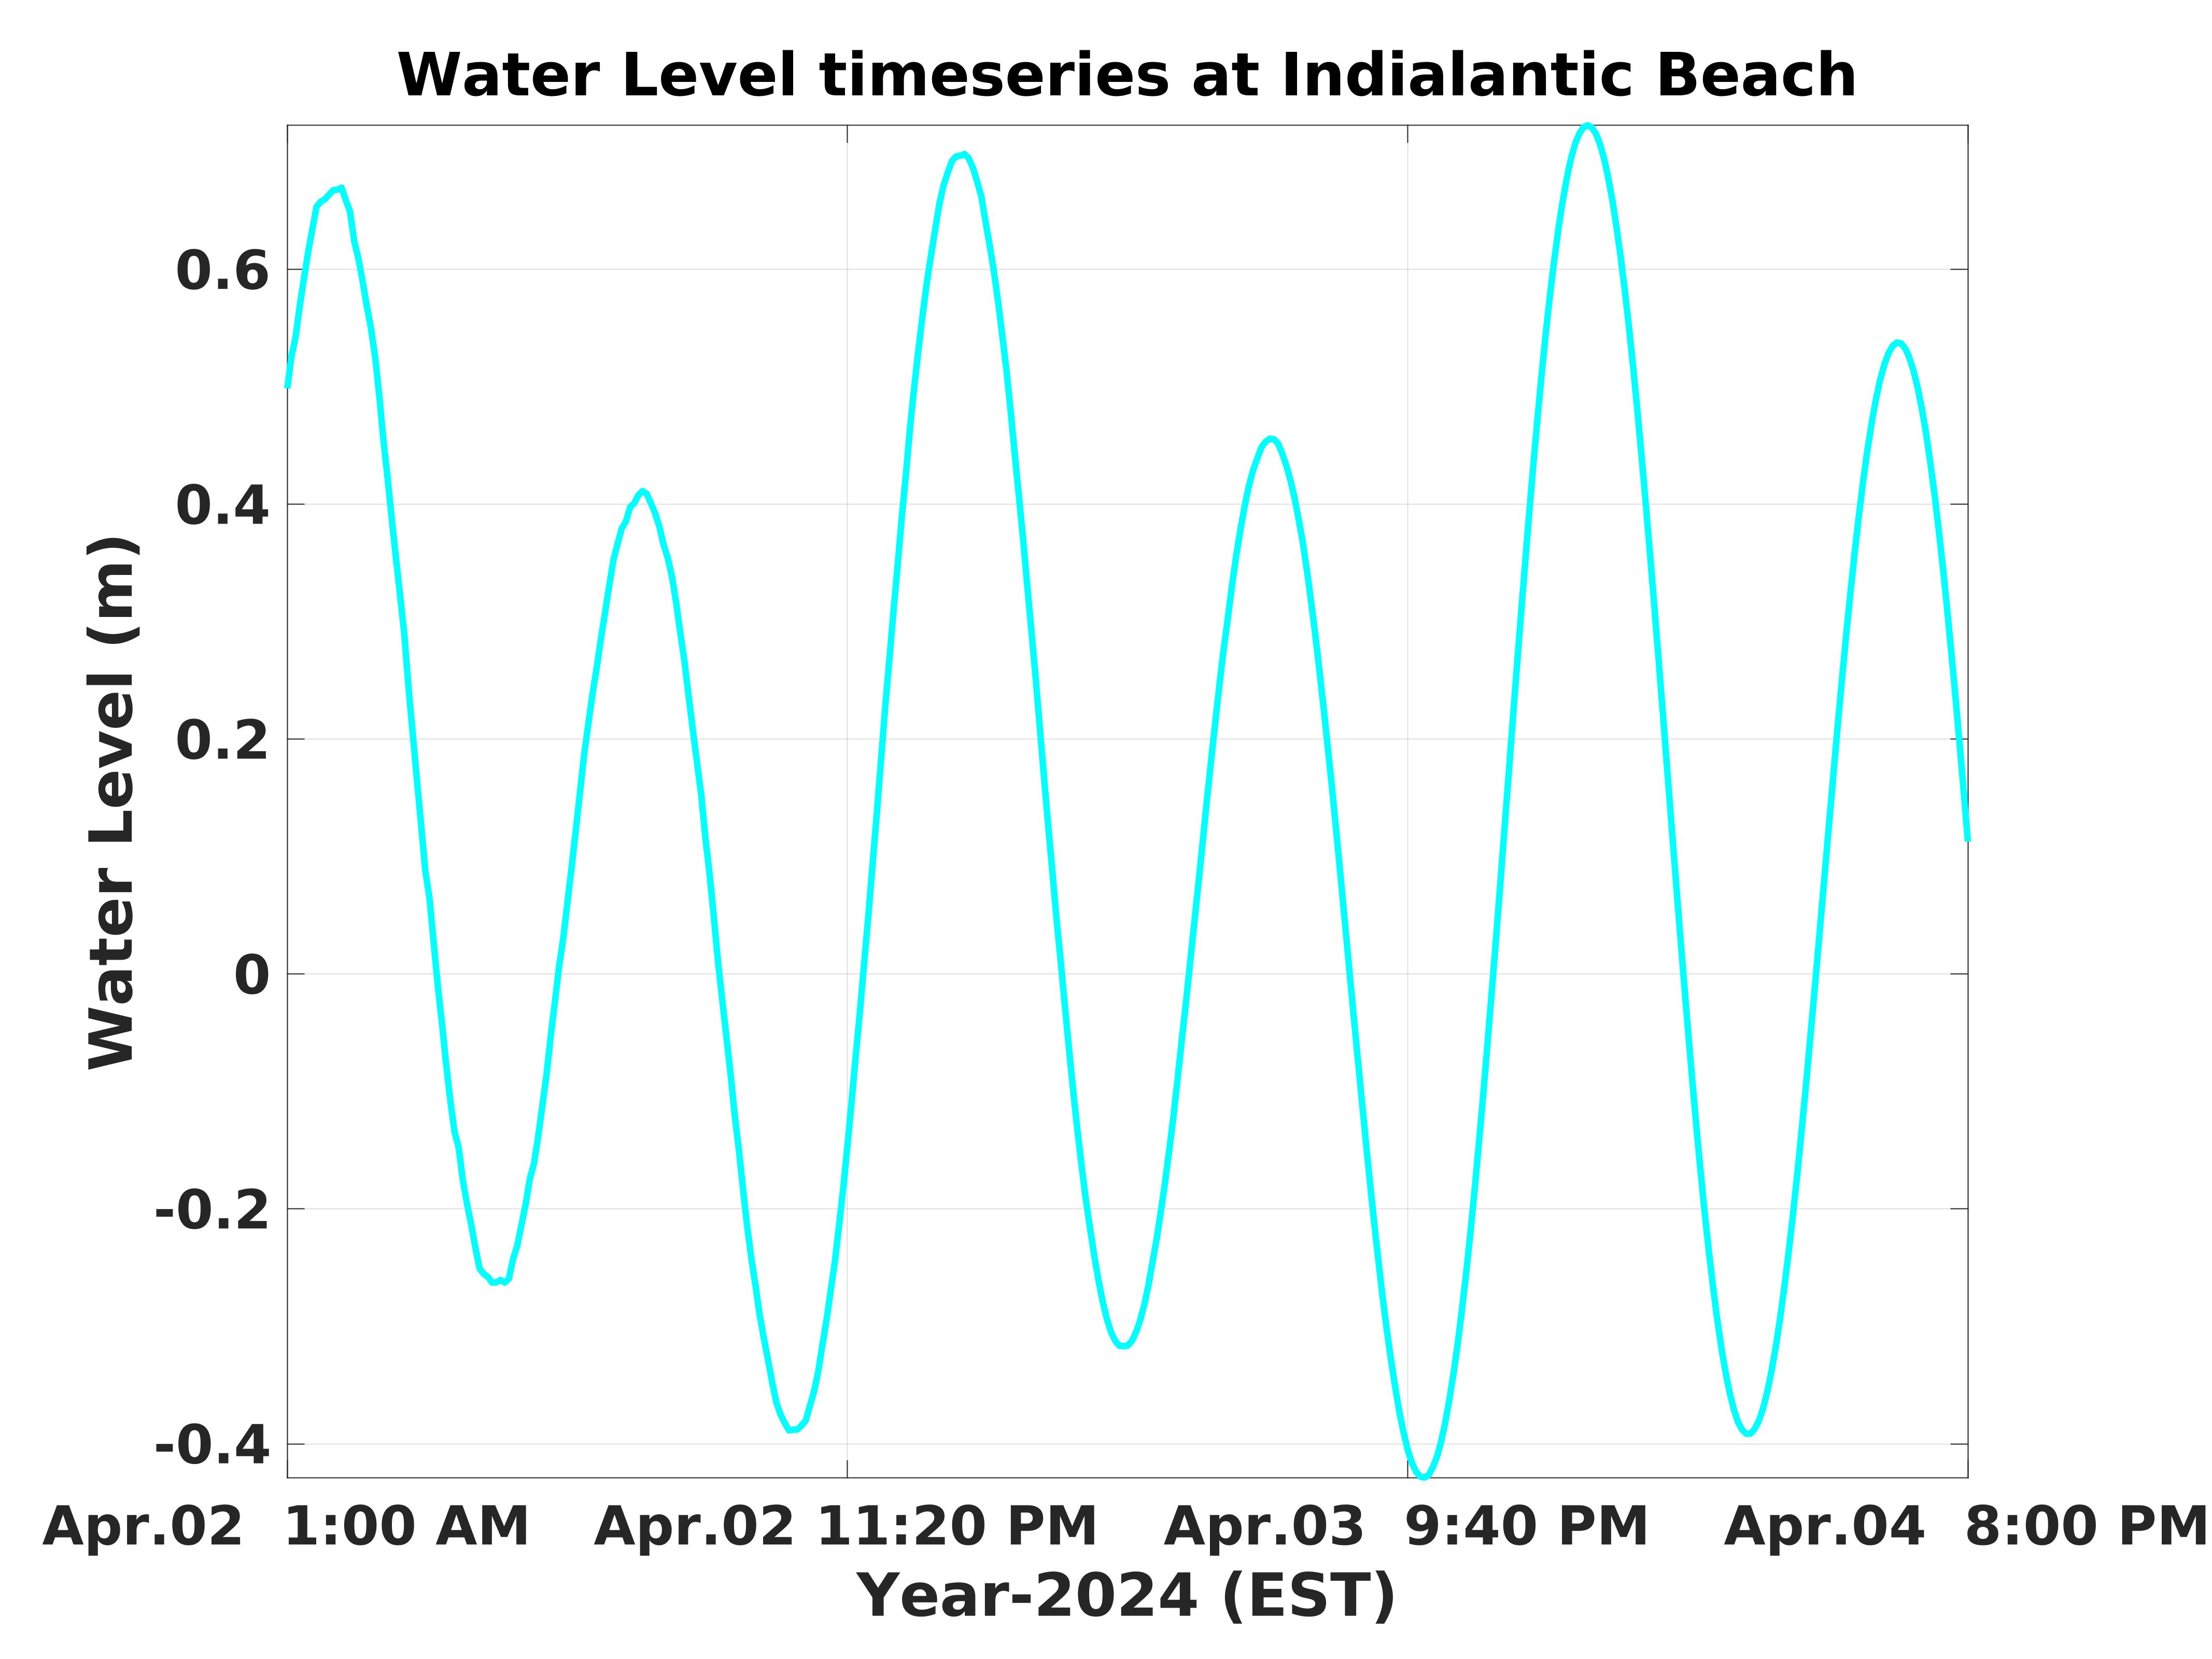 Water Level timeseries at Indialantic Beach
Water Level (m)
0.6
0.4
0.2
0
-0.2
-0.4
Apr.02 1:00 AM Apr.02 11:20 PM Apr.03 9:40 PM Apr.04 8:00 PM
Year-2024 (EST)